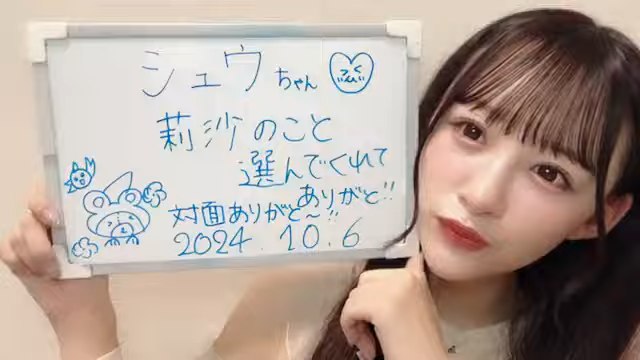 シュウちゃん
莉沙のこと
選んでくれて
ありがと!!
対面ありがと〜!!
2024.10.6